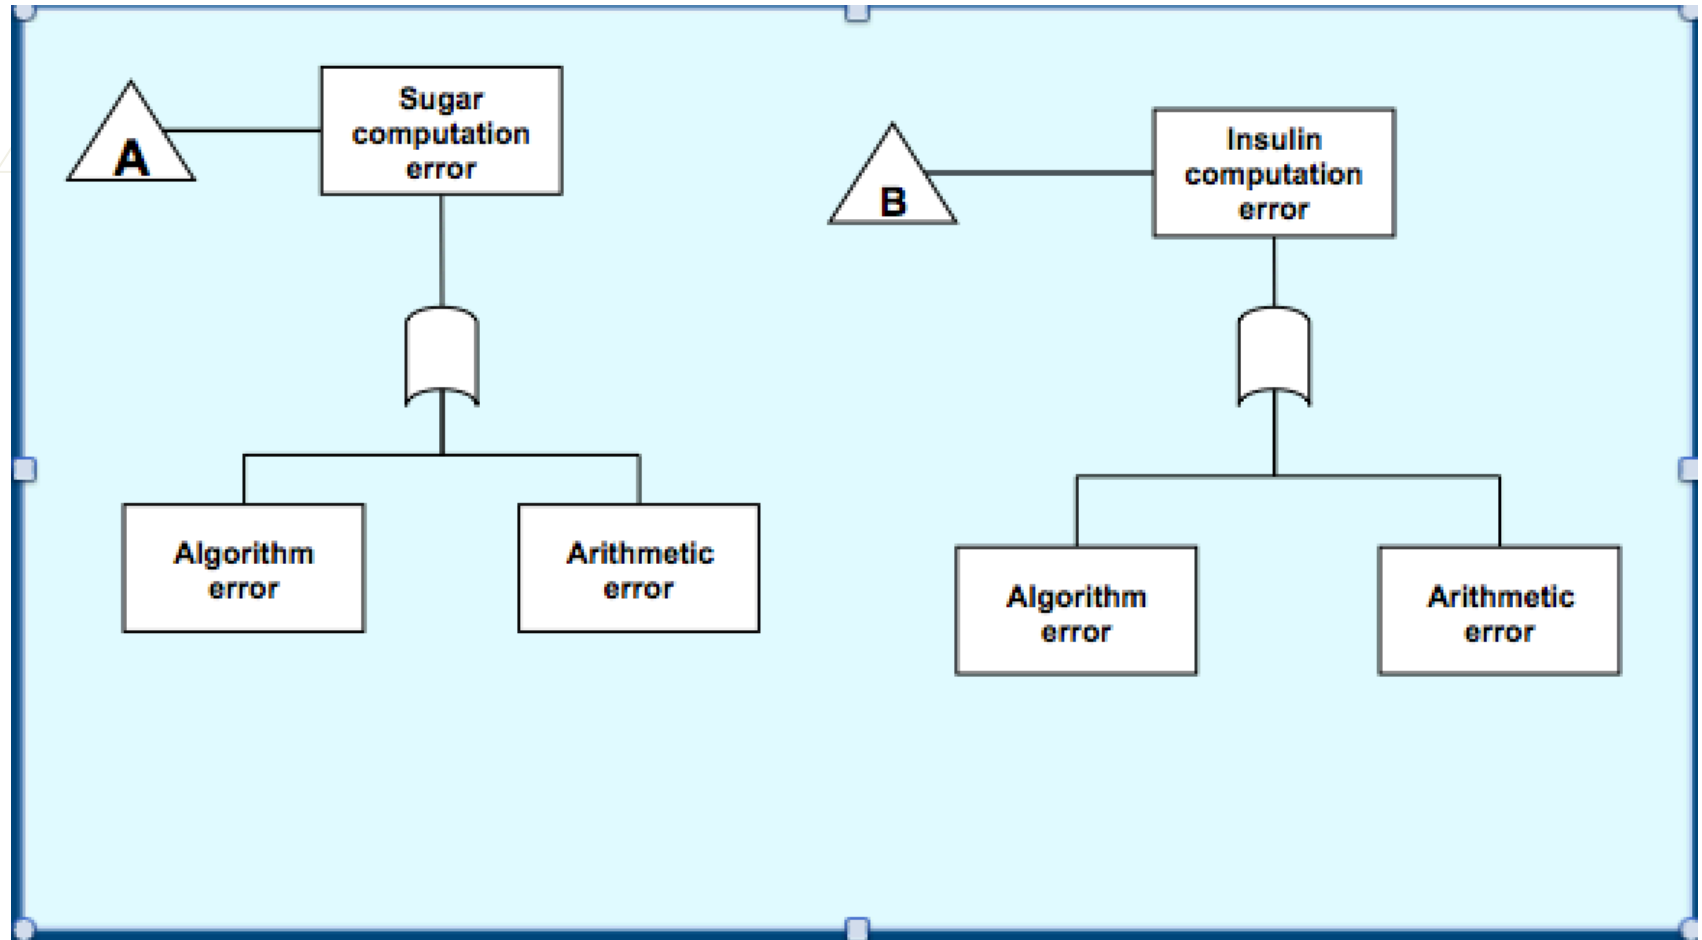 A
Sugar
computation
error
Algorithm
error
Arithmetic
error
B
Insulin
computation
error
Algorithm
error
Arithmetic
error